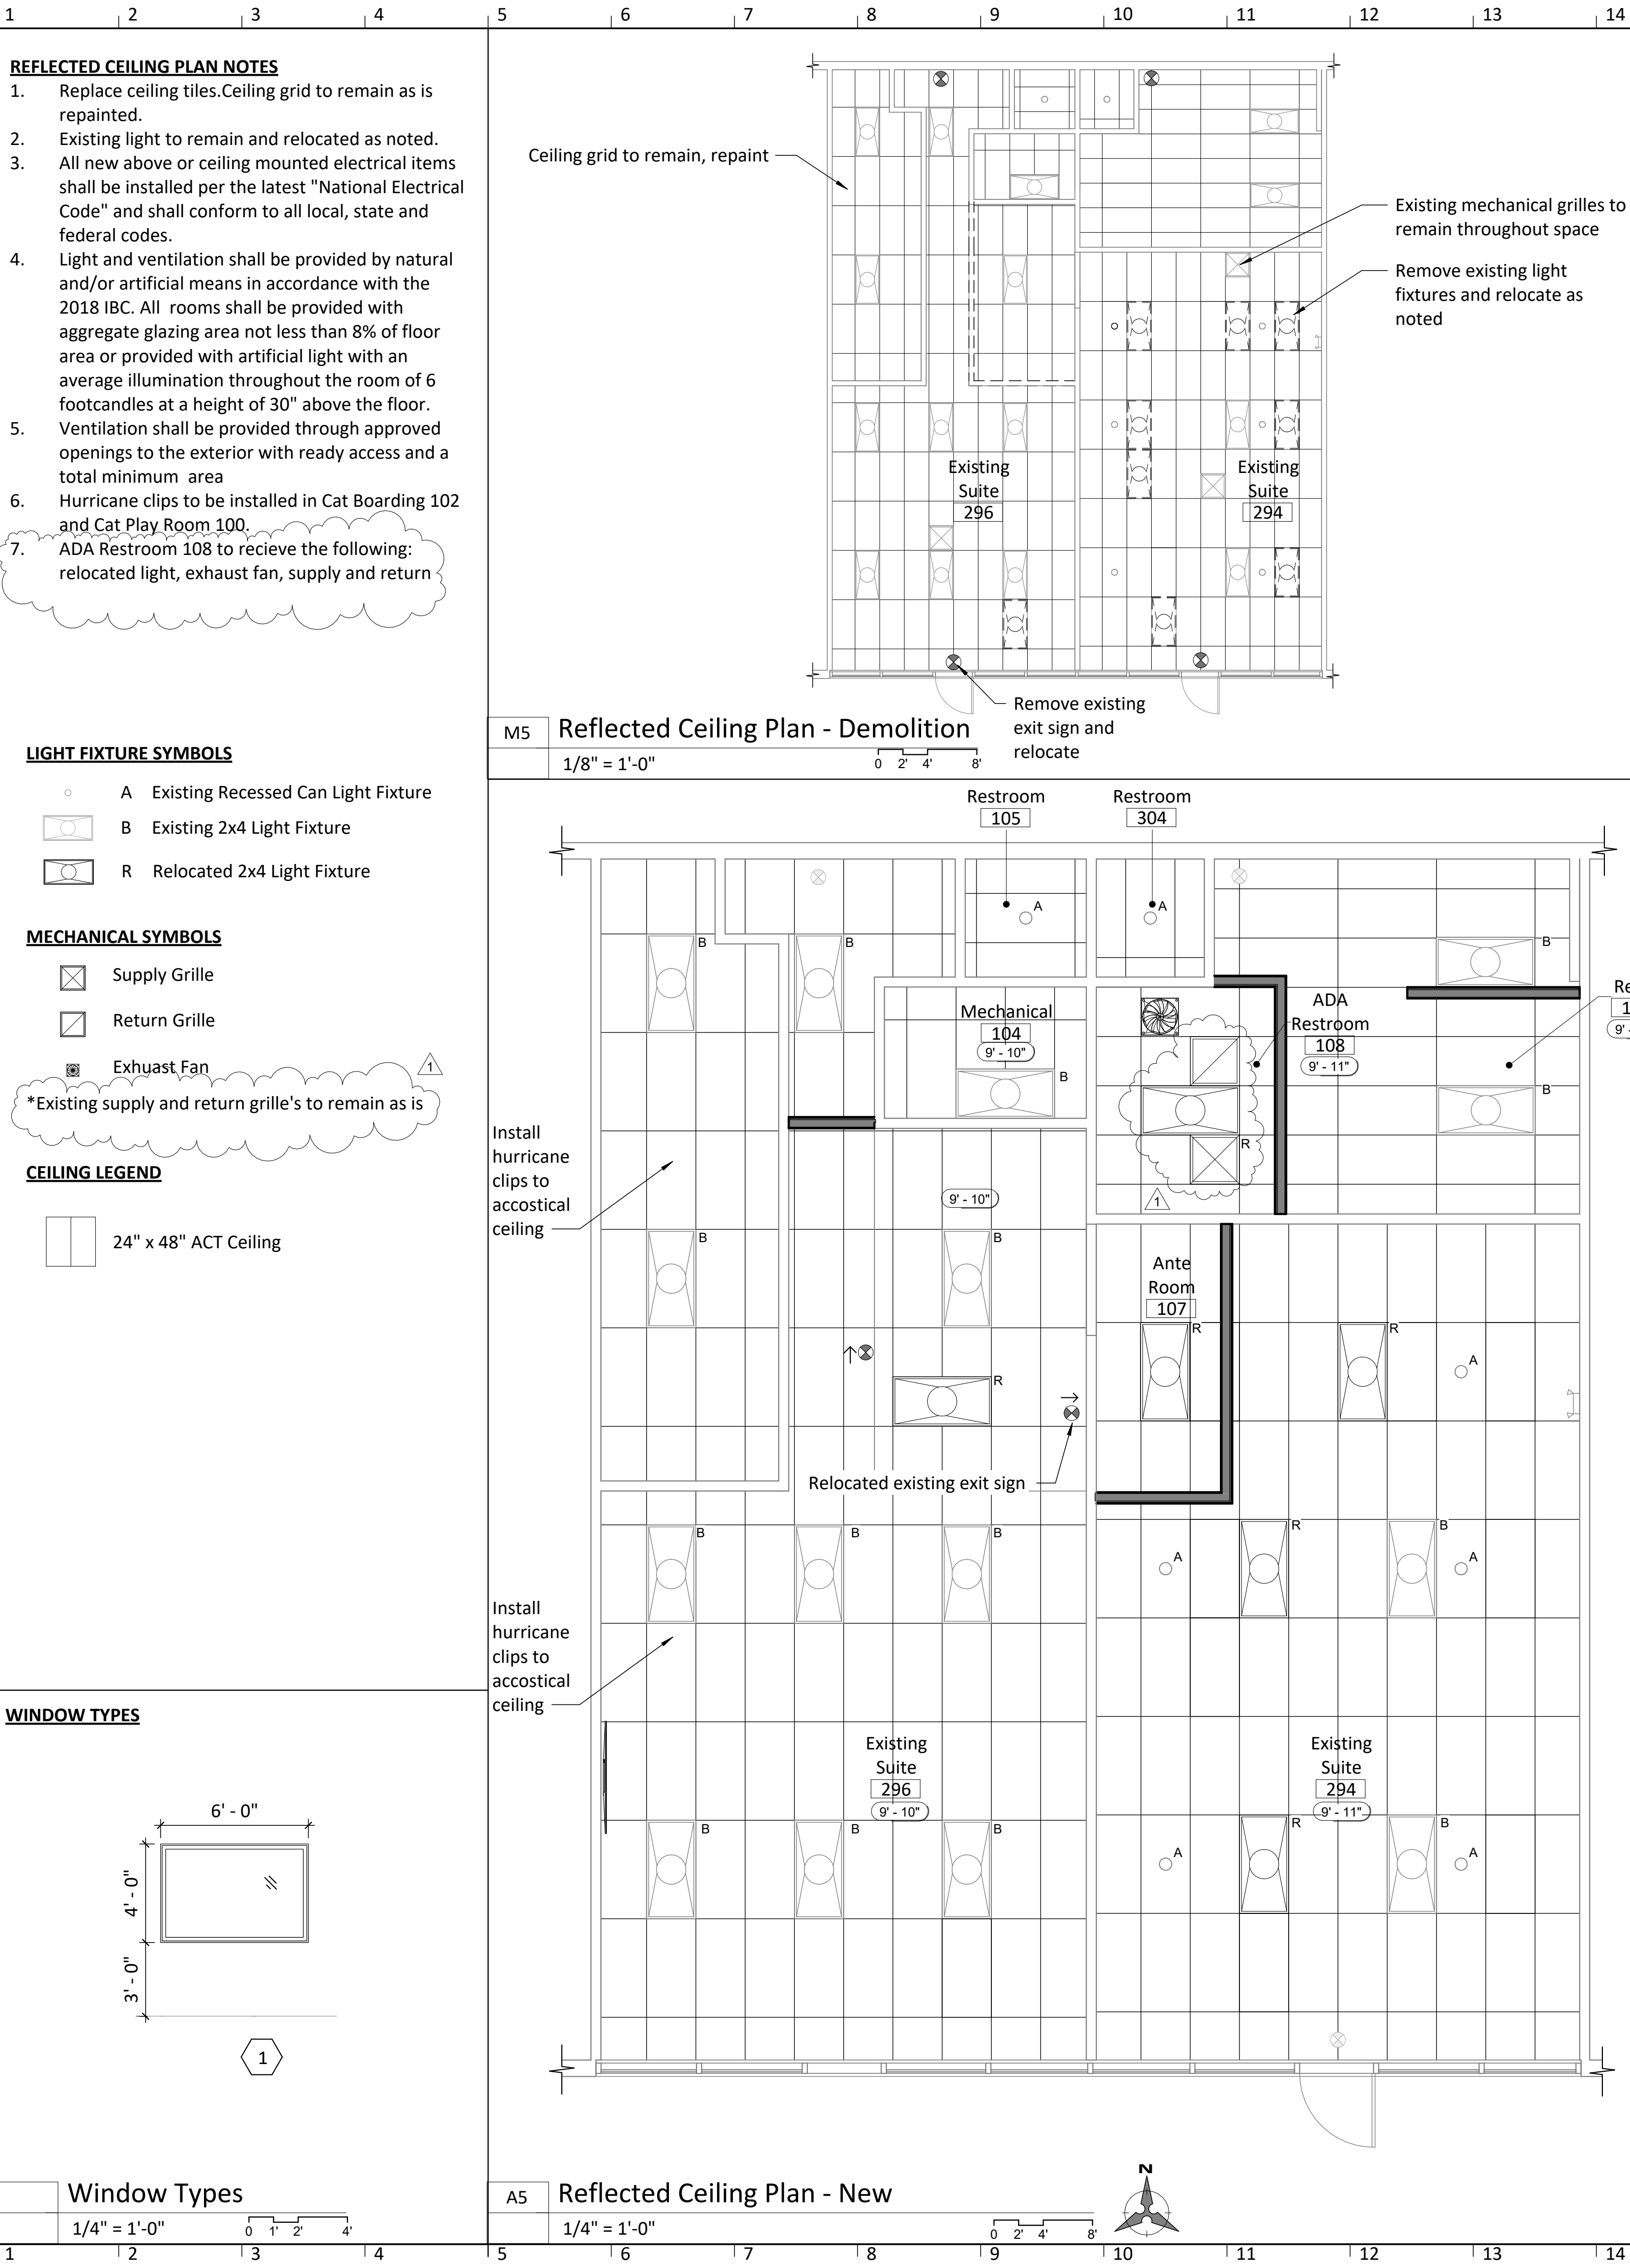 1 2 3 4 5 6 7 8 9 10 11 12 13 14
REFLECTED CEILING PLAN NOTES
1. Replace ceiling tiles.Ceiling grid to remain as is
repainted.
2. Existing light to remain and relocated as noted.
3. All new above or ceiling mounted electrical items
shall be installed per the latest "National Electrical
Code" and shall conform to all local, state and
federal codes.
4. Light and ventilation shall be provided by natural
and/or artificial means in accordance with the
2018 IBC. All rooms shall be provided with
aggregate glazing area not less than 8% of floor
area or provided with artificial light with an
average illumination throughout the room of 6
footcandles at a height of 30" above the floor.
5. Ventilation shall be provided through approved
openings to the exterior with ready access and a
total minimum area
6. Hurricane clips to be installed in Cat Boarding 102
and Cat Play Room 100.
7. ADA Restroom 108 to recieve the following:
relocated light, exhaust fan, supply and return
LIGHT FIXTURE SYMBOLS
A Existing Recessed Can Light Fixture
B Existing 2x4 Light Fixture
R Relocated 2x4 Light Fixture
MECHANICAL SYMBOLS
Supply Grille
Return Grille
Exhuast Fan
1
*Existing supply and return grille's to remain as is
CEILING LEGEND
24" x 48" ACT Ceiling
WINDOW TYPES
6' - 0"
4' - 0"
3' - 0"
1
Window Types
1/4" = 1'-0"
0 1' 2' 4'
Ceiling grid to remain, repaint
Existing mechanical grilles to
remain throughout space
Remove existing light
fixtures and relocate as
noted
Existing
Suite
296
Existing
Suite
294
Remove existing
exit sign and
relocate
M5 Reflected Ceiling Plan - Demolition
1/8" = 1'-0"
0 2' 4' 8'
Restroom
105
Restroom
304
A
A
B
B
B
Mechanical
104
9' - 10"
B
ADA
Restroom
108
9' - 11"
Re
1
9' -
B
R
1
Install
hurricane
clips to
accostical
ceiling
9' - 10"
B
B
Ante
Room
107
R
R
A
R
Relocated existing exit sign
B
B
B
A
R
B
A
Install
hurricane
clips to
accostical
ceiling
Existing
Suite
296
9' - 10"
Existing
Suite
294
9' - 11"
B
B
B
A
R
B
A
N
A5 Reflected Ceiling Plan - New
1/4" = 1'-0"
0 2' 4' 8'
1 2 3 4 5 6 7 8 9 10 11 12 13 14